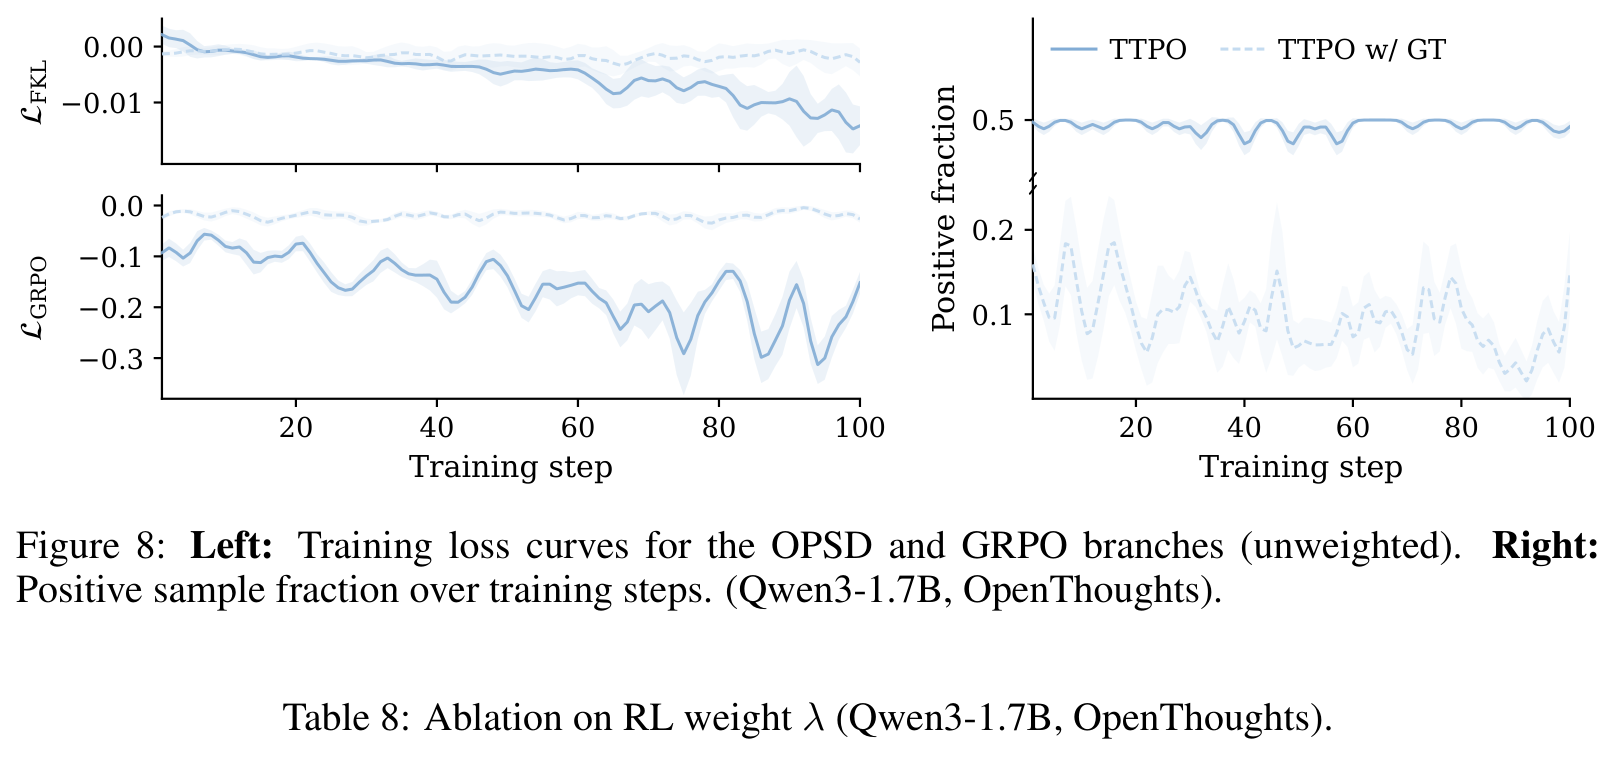 0.00
−0.01
ℒFKL
0.0
−0.1
−0.2
−0.3
ℒGRPO
20 40 60 80 100
Training step
TTPO TTPO w/ GT
0.5
0.2
0.1
Positive fraction
20 40 60 80 100
Training step
Figure 8: Left: Training loss curves for the OPSD and GRPO branches (unweighted). Right:
Positive sample fraction over training steps. (Qwen3-1.7B, OpenThoughts).
Table 8: Ablation on RL weight λ (Qwen3-1.7B, OpenThoughts).